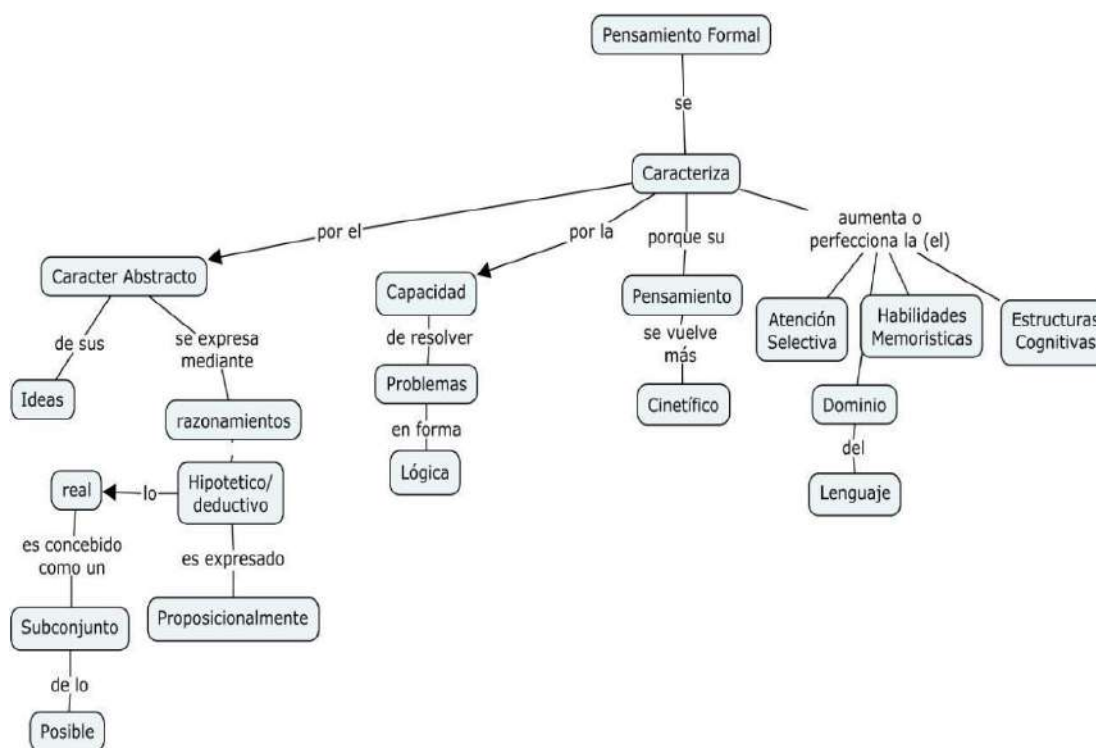 Pensamiento Formal
se
Caracteriza
por el
Caracter Abstracto
de sus
Ideas
se expresa
mediante
razonamientos
Hipotetico/
deductivo
lo
real
es concebido
como un
Subconjunto
de lo
Posible
es expresado
Proposicionalmente
por la
Capacidad
de resolver
Problemas
en forma
Lógica
porque su
Pensamiento
se vuelve
más
Cinetífico
aumenta o
perfecciona la (el)
Atención
Selectiva
Dominio
del
Lenguaje
Habilidades
Memoristicas
Estructuras
Cognitivas